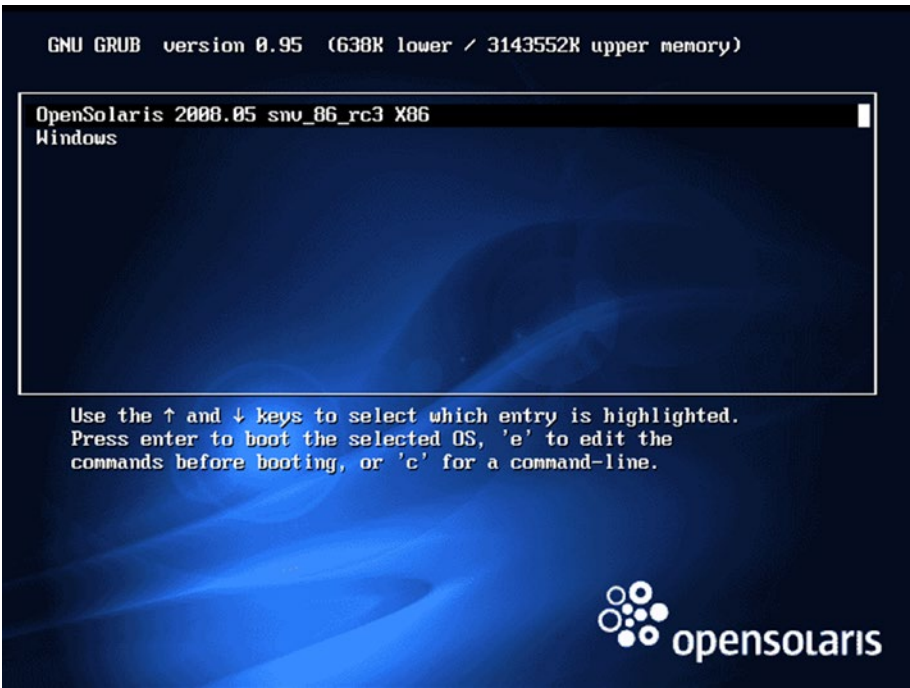 GNU GRUB version 0.95 (638K lower / 3143552K upper memory)
OpenSolaris 2008.05 snv_86_rc3 X86
Windows
Use the ↑ and ↓ keys to select which entry is highlighted.
Press enter to boot the selected OS, 'e' to edit the
commands before booting, or 'c' for a command-line.
opensolaris